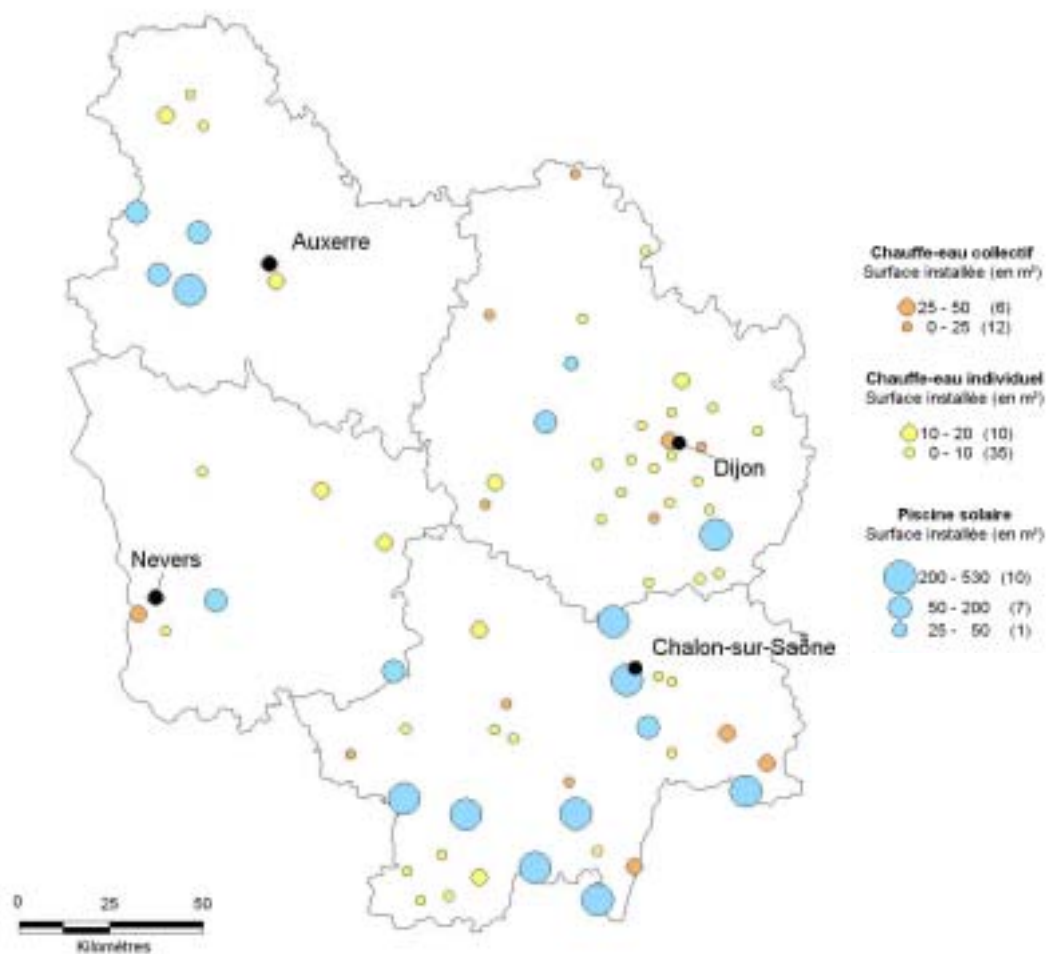 Auxerre
Dijon
Nevers
Chalon-sur-Saône
Chauffe-eau collectif
Surface installée (en m²)
25 - 50 (6)
0 - 25 (12)
Chauffe-eau individuel
Surface installée (en m²)
10 - 20 (10)
0 - 10 (35)
Piscine solaire
Surface installée (en m²)
200 - 530 (10)
50 - 200 (7)
25 - 50 (1)
0 25 50
Kilomètres